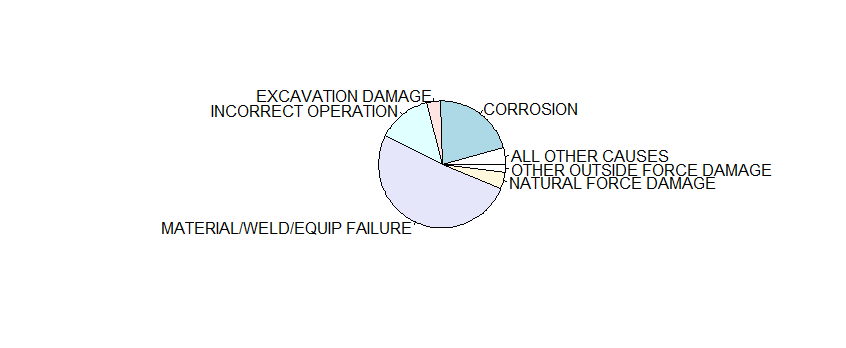 EXCAVATION DAMAGE
INCORRECT OPERATION
CORROSION
ALL OTHER CAUSES
OTHER OUTSIDE FORCE DAMAGE
NATURAL FORCE DAMAGE
MATERIAL/WELD/EQUIP FAILURE